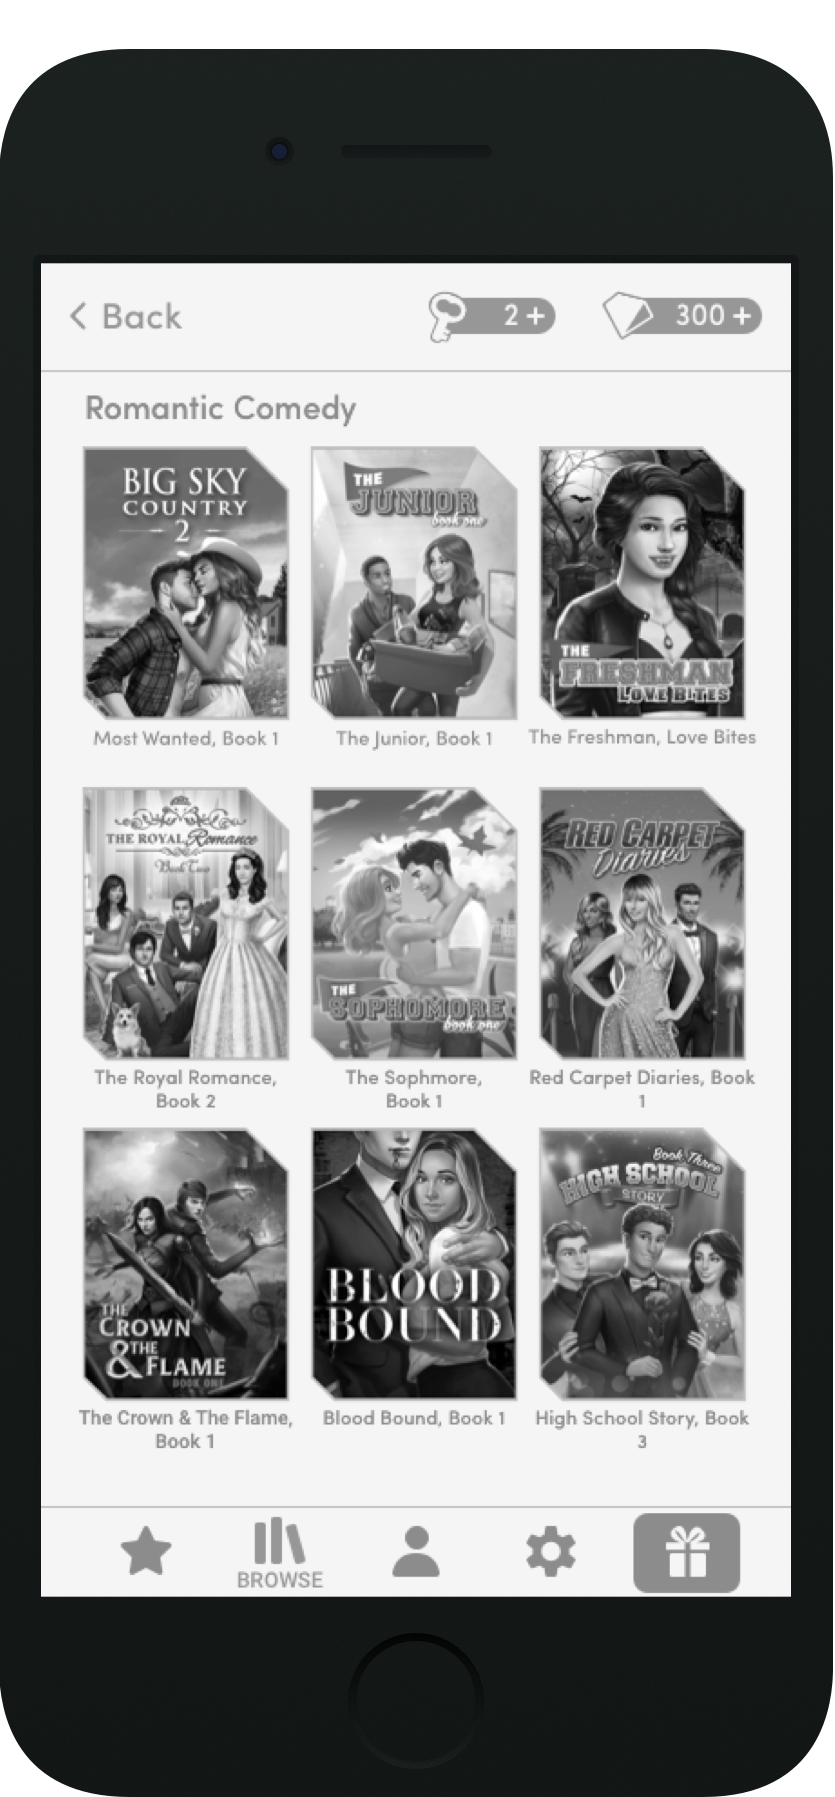 Back
2 +
300 +
Romantic Comedy
BIG SKY
COUNTRY
2
THE
JUNIOR
book one
THE
FRESHMAN
LOVE BITES
Most Wanted, Book 1
The Junior, Book 1
The Freshman, Love Bites
THE ROYAL Romance
Book Two
THE
SOPHOMORE
book one
RED CARPET
Diaries
The Royal Romance,
Book 2
The Sophmore,
Book 1
Red Carpet Diaries, Book
1
THE
CROWN
& THE
FLAME
BOOK ONE
BLOOD
BOUND
Book Three
HIGH SCHOOL
STORY
The Crown & The Flame,
Book 1
Blood Bound, Book 1
High School Story, Book
3
BROWSE